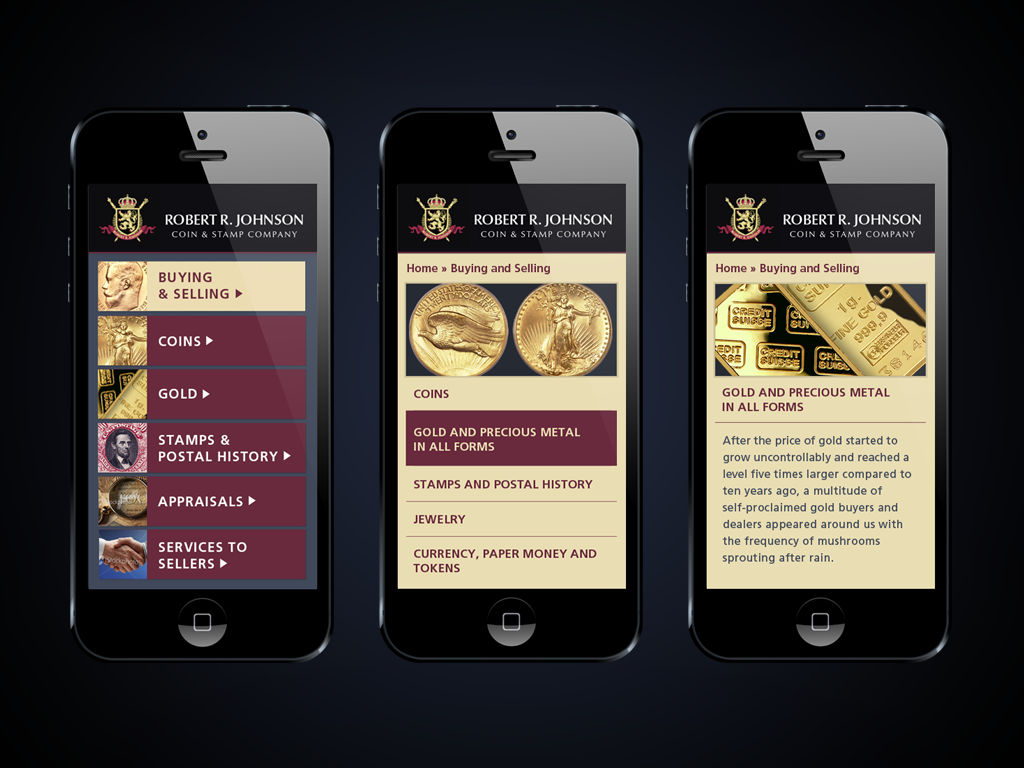 ROBERT R. JOHNSON
COIN & STAMP COMPANY
BUYING
& SELLING
COINS
GOLD
STAMPS &
POSTAL HISTORY
APPRAISALS
SERVICES TO
SELLERS
ROBERT R. JOHNSON
COIN & STAMP COMPANY
Home » Buying and Selling
COINS
GOLD AND PRECIOUS METAL
IN ALL FORMS
STAMPS AND POSTAL HISTORY
JEWELRY
CURRENCY, PAPER MONEY AND
TOKENS
ROBERT R. JOHNSON
COIN & STAMP COMPANY
Home » Buying and Selling
CREDIT
SUISSE
CREDIT
SUISSE
1g.
FINE GOLD
999,9
GOLD AND PRECIOUS METAL
IN ALL FORMS
After the price of gold started to
grow uncontrollably and reached a
level five times larger compared to
ten years ago, a multitude of
self-proclaimed gold buyers and
dealers appeared around us with
the frequency of mushrooms
sprouting after rain.